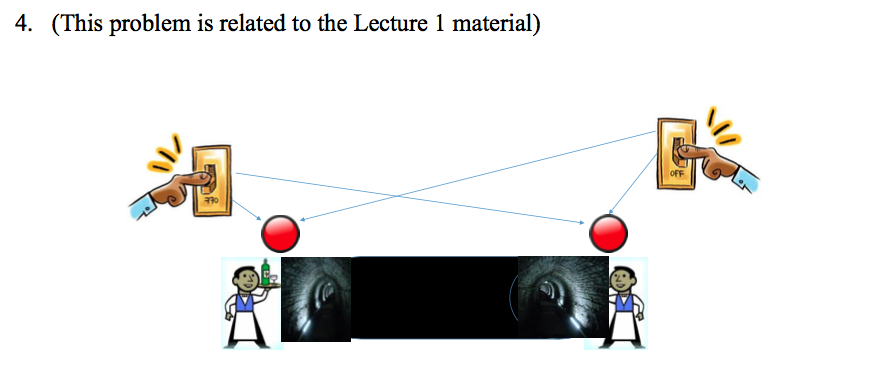 4. (This problem is related to the Lecture 1 material)
OFF